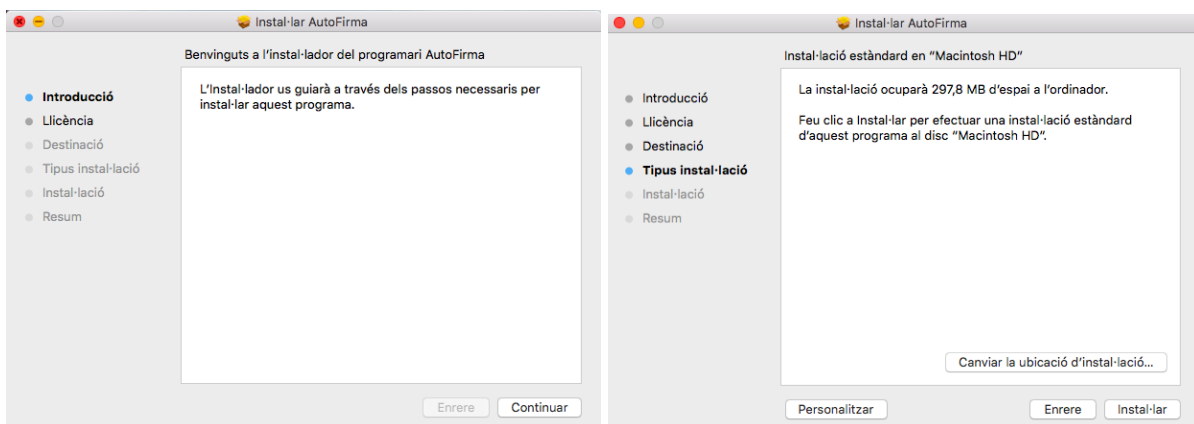 Instal·lar AutoFirma
Benvinguts a l'instal·lador del programari AutoFirma
Introducció
Llicència
Destinació
Tipus instal·lació
Instal·lació
Resum
L'Instal·lador us guiarà a través dels passos necessaris per
instal·lar aquest programa.
Enrere
Continuar
Instal·lar AutoFirma
Instal·lació estàndard en "Macintosh HD"
Introducció
Llicència
Destinació
Tipus instal·lació
Instal·lació
Resum
La instal·lació ocuparà 297,8 MB d'espai a l'ordinador.
Feu clic a Instal·lar per efectuar una instal·lació estàndard
d'aquest programa al disc "Macintosh HD".
Canviar la ubicació d'instal·lació...
Personalitzar
Enrere
Instal·lar